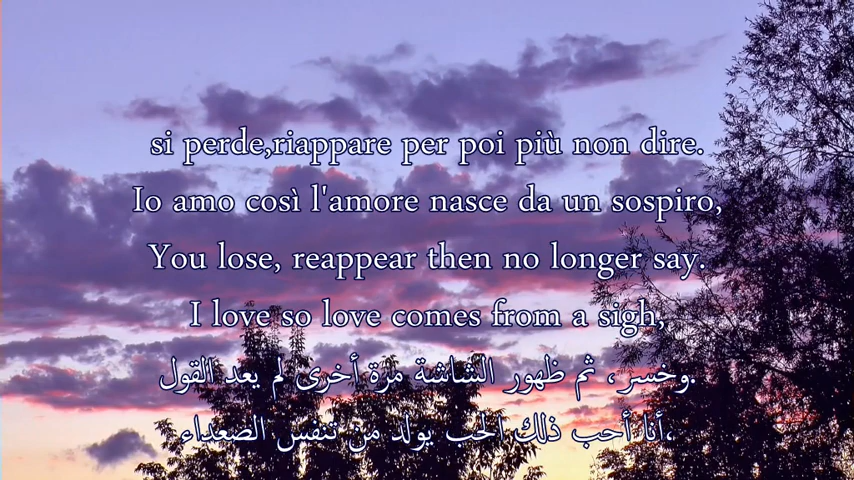 si perde,riappare per poi più non dire.
Io amo così l'amore nasce da un sospiro,
You lose, reappear then no longer say.
I love so love comes from a sigh,
وخسر، ثم ظهور الشاشة مرة أخرى لم يعد القول.
أنا أحب ذلك الحب يولد من تنفس الصعداء،